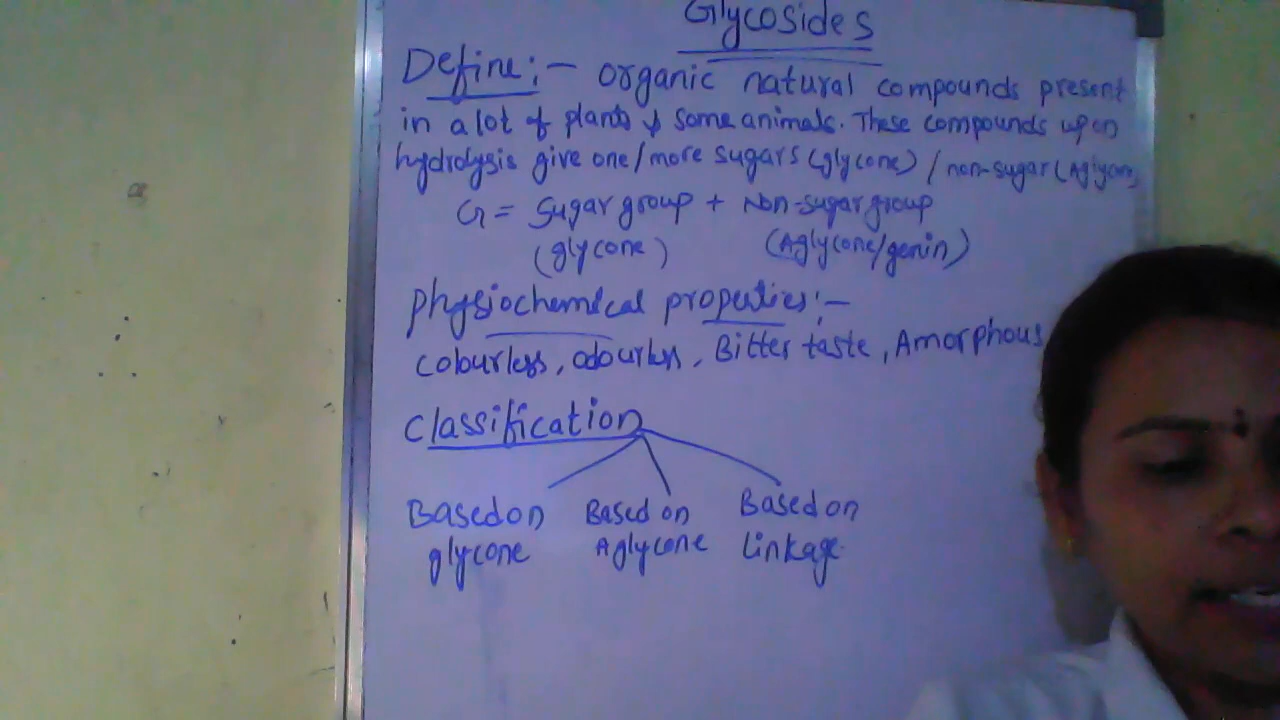 Glycosides
Define:- organic natural compounds present
in a lot of plants & some animals. These compounds upon
hydrolysis give one/more sugars (glycone) / non-sugar (Aglycone)
G = Sugar group + Non-sugar group
(glycone) (Aglycone/genin)
physiochemical properties:-
colourless, odourless, Bitter taste, Amorphous
classification
Based on Based on Based on
glycone Aglycone Linkage